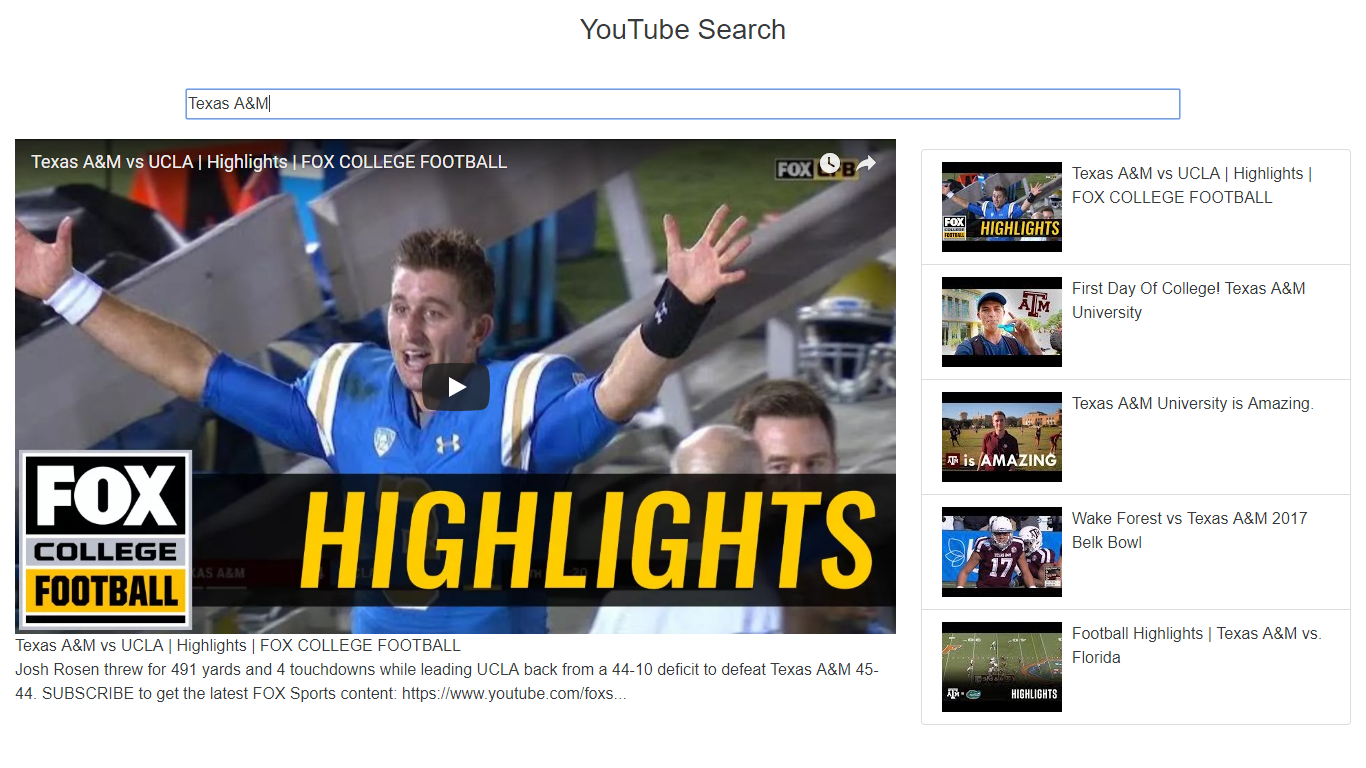 YouTube Search
Texas A&M
Texas A&M vs UCLA | Highlights | FOX COLLEGE FOOTBALL
FOX CFB
FOX
COLLEGE
FOOTBALL
HIGHLIGHTS
Texas A&M vs UCLA | Highlights | FOX COLLEGE FOOTBALL
Josh Rosen threw for 491 yards and 4 touchdowns while leading UCLA back from a 44-10 deficit to defeat Texas A&M 45-
44. SUBSCRIBE to get the latest FOX Sports content: https://www.youtube.com/foxs...
FOX
COLLEGE
FOOTBALL
HIGHLIGHTS
Texas A&M vs UCLA | Highlights |
FOX COLLEGE FOOTBALL
ATM
First Day Of College! Texas A&M
University
ATM is AMAZING
Texas A&M University is Amazing.
17
Wake Forest vs Texas A&M 2017
Belk Bowl
ATM
HIGHLIGHTS
Football Highlights | Texas A&M vs.
Florida